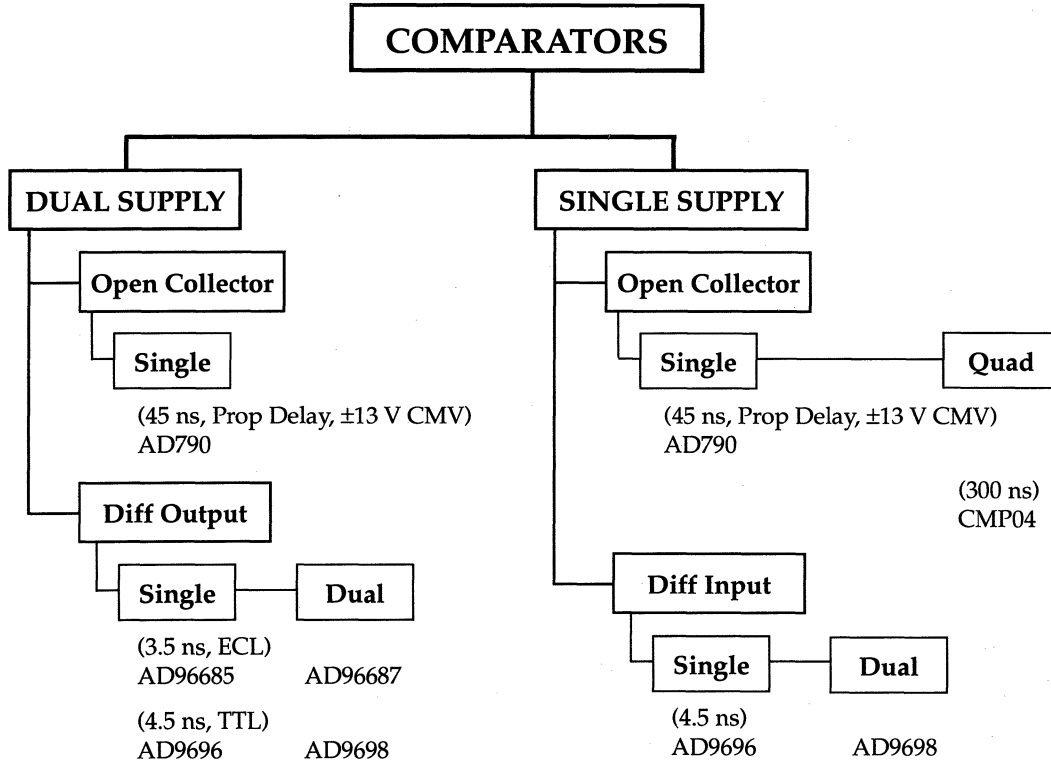 COMPARATORS
DUAL SUPPLY
Open Collector
Single
(45 ns, Prop Delay, ±13 V CMV)
AD790
Diff Output
Single
Dual
(3.5 ns, ECL)
AD96685
AD96687
(4.5 ns, TTL)
AD9696
AD9698
SINGLE SUPPLY
Open Collector
Single
Quad
(45 ns, Prop Delay, ±13 V CMV)
AD790
(300 ns)
CMP04
Diff Input
Single
Dual
(4.5 ns)
AD9696
AD9698